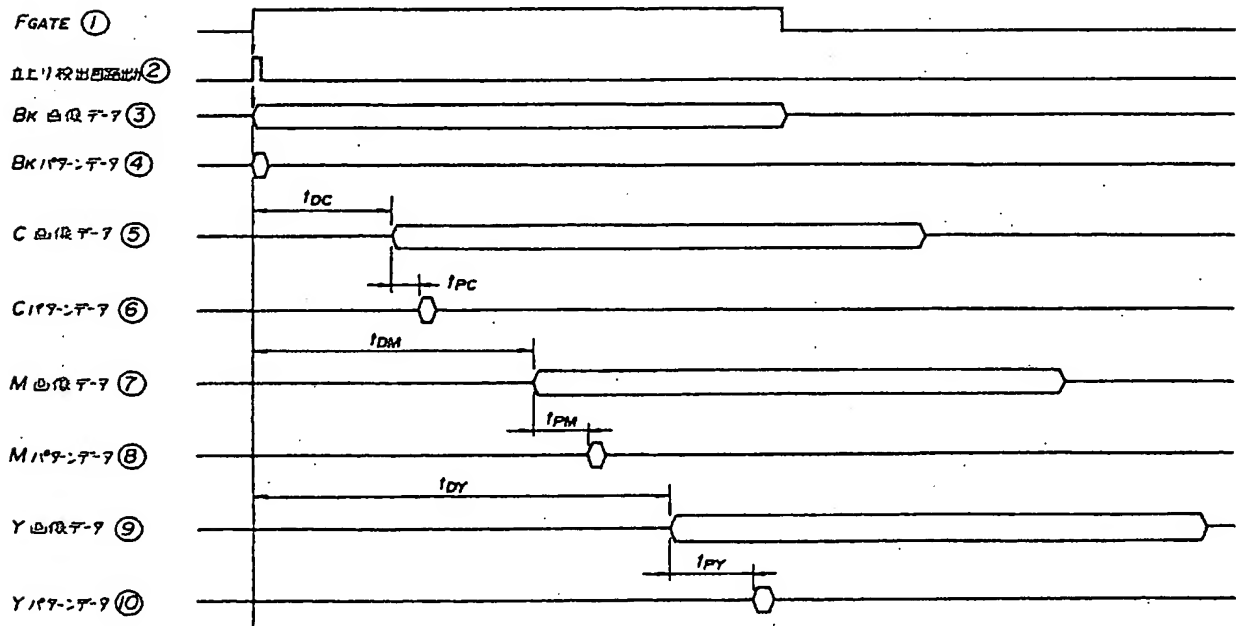 FGATE ①
立上り検出回路出力 ②
BK 画像データ ③
BK パターンデータ ④
tDC
C 画像データ ⑤
tPC
C パターンデータ ⑥
tDM
M 画像データ ⑦
tPM
M パターンデータ ⑧
tDY
Y 画像データ ⑨
tPY
Y パターンデータ ⑩